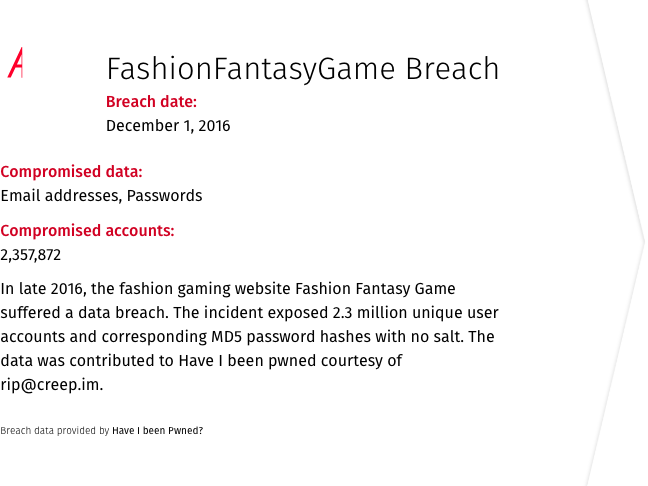 FashionFantasyGame Breach
Breach date:
December 1, 2016
Compromised data:
Email addresses, Passwords
Compromised accounts:
2,357,872
In late 2016, the fashion gaming website Fashion Fantasy Game
suffered a data breach. The incident exposed 2.3 million unique user
accounts and corresponding MD5 password hashes with no salt. The
data was contributed to Have I been pwned courtesy of
rip@creep.im.
Breach data provided by Have I been Pwned?